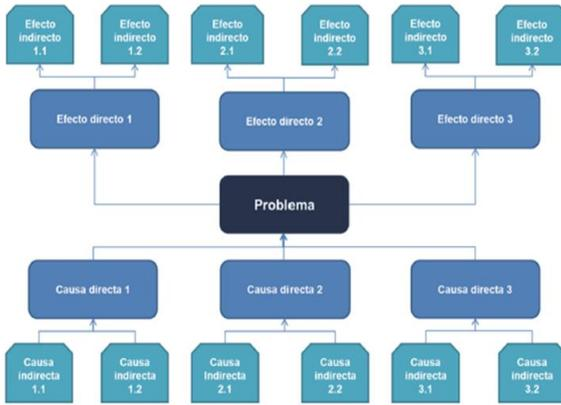 Efecto
indirecto
1.1
Efecto
indirecto
1.2
Efecto
indirecto
2.1
Efecto
indirecto
2.2
Efecto
indirecto
3.1
Efecto
indirecto
3.2
Efecto directo 1
Efecto directo 2
Efecto directo 3
Problema
Causa directa 1
Causa directa 2
Causa directa 3
Causa
indirecta
1.1
Causa
indirecta
1.2
Causa
Indirecta
2.1
Causa
indirecta
2.2
Causa
indirecta
3.1
Causa
indirecta
3.2